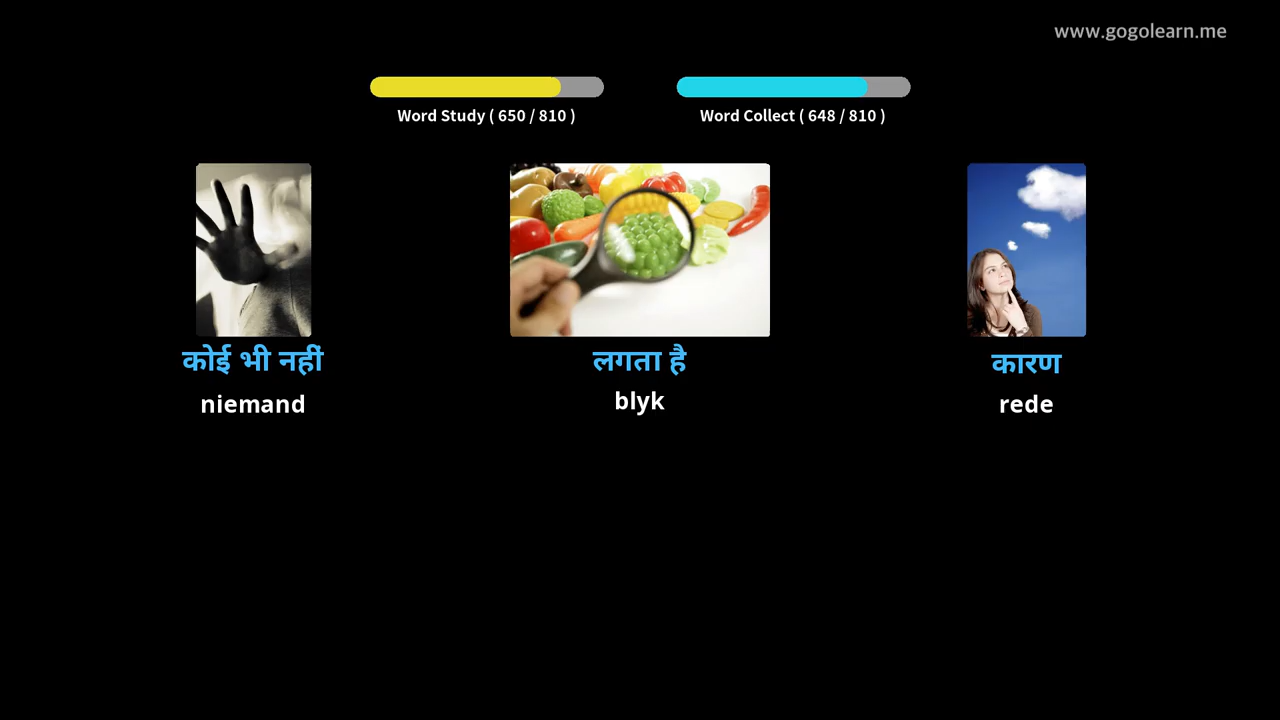 www.gogolearn.me
Word Study ( 650 / 810 )
Word Collect ( 648 / 810 )
कोई भी नहीं
niemand
लगता है
blyk
कारण
rede